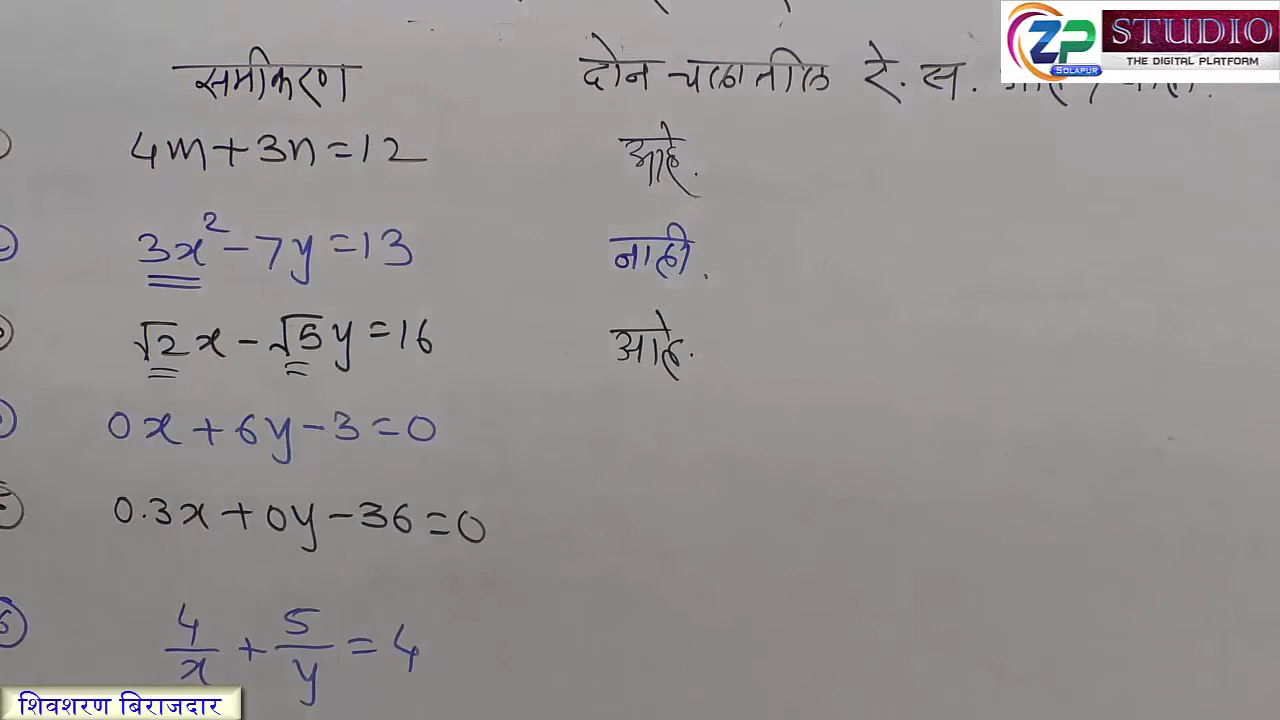 ZP SOLAPUR STUDIO
THE DIGITAL PLATFORM
समीकरण दोन चलातील रे. स.
4m+3n=12 आहे.
3x²-7y=13 नाही.
√2x-√5y=16 आहे.
0x+6y-3=0
0.3x+0y-36=0
4/x+5/y=4
शिवशरण बिराजदार